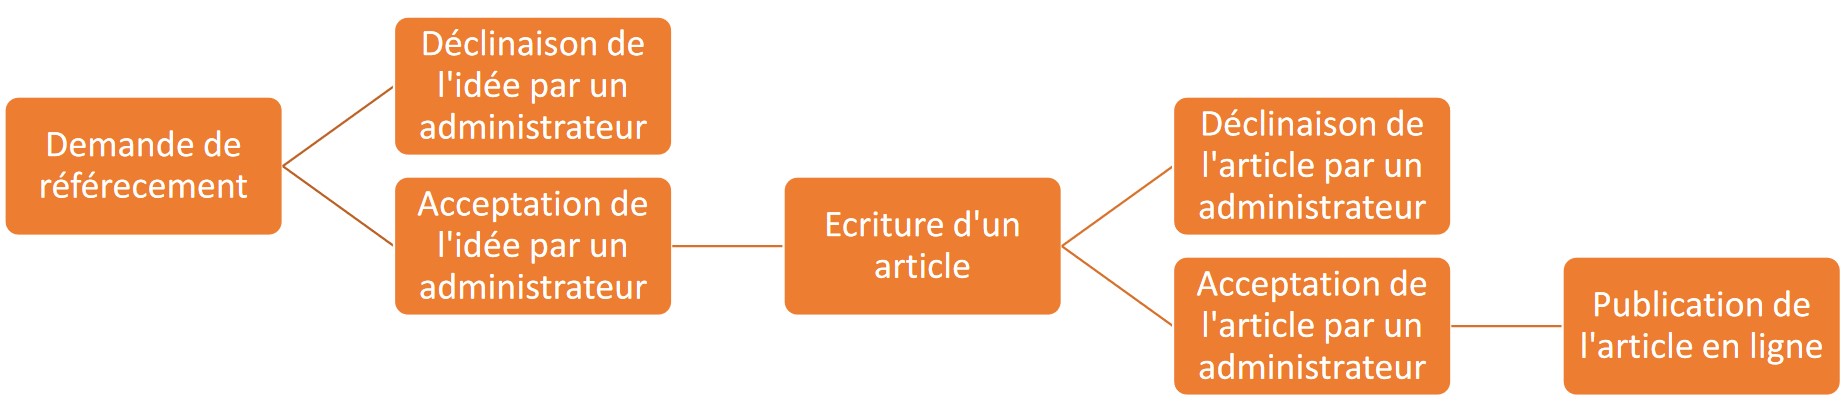 Demande de
référecement
Déclinaison de
l'idée par un
administrateur
Acceptation de
l'idée par un
administrateur
Ecriture d'un
article
Déclinaison de
l'article par un
administrateur
Acceptation de
l'article par un
administrateur
Publication de
l'article en ligne